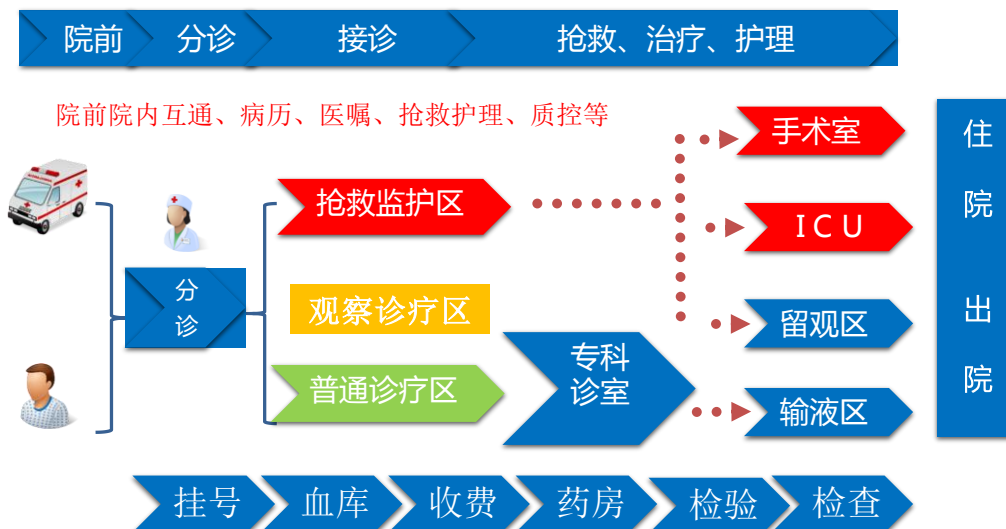 院前
分诊
接诊
抢救、治疗、护理
院前院内互通、病历、医嘱、抢救护理、质控等
手术室
抢救监护区
ICU
分
诊
观察诊疗区
留观区
专科
诊室
普通诊疗区
输液区
住
院
出
院
挂号
血库
收费
药房
检验
检查